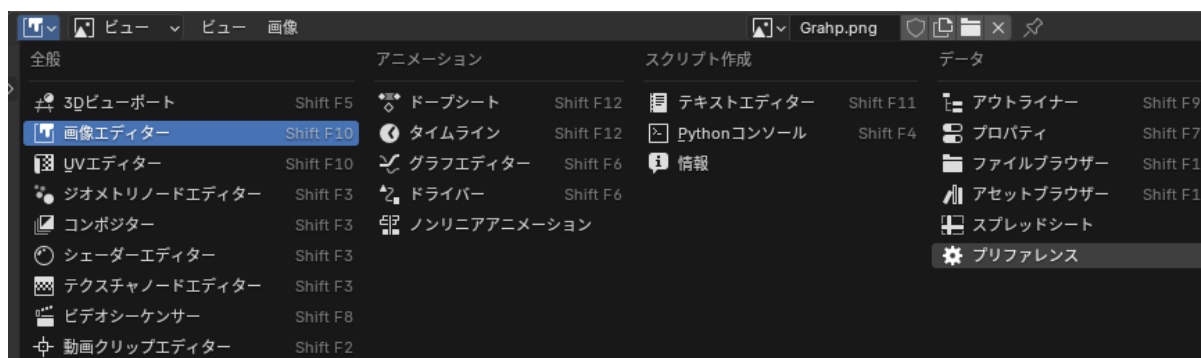 ビュー ビュー 画像 Grahp.png
全般
3Dビューポート Shift F5
画像エディター Shift F10
UVエディター Shift F10
ジオメトリノードエディター Shift F3
コンポジター Shift F3
シェーダーエディター Shift F3
テクスチャノードエディター Shift F3
ビデオシーケンサー Shift F8
動画クリップエディター Shift F2
アニメーション
ドープシート Shift F12
タイムライン Shift F12
グラフエディター Shift F6
ドライバー Shift F6
ノンリニアアニメーション
スクリプト作成
テキストエディター Shift F11
Pythonコンソール Shift F4
情報
データ
アウトライナー Shift F9
プロパティ Shift F7
ファイルブラウザー Shift F1
アセットブラウザー Shift F1
スプレッドシート
プリファレンス